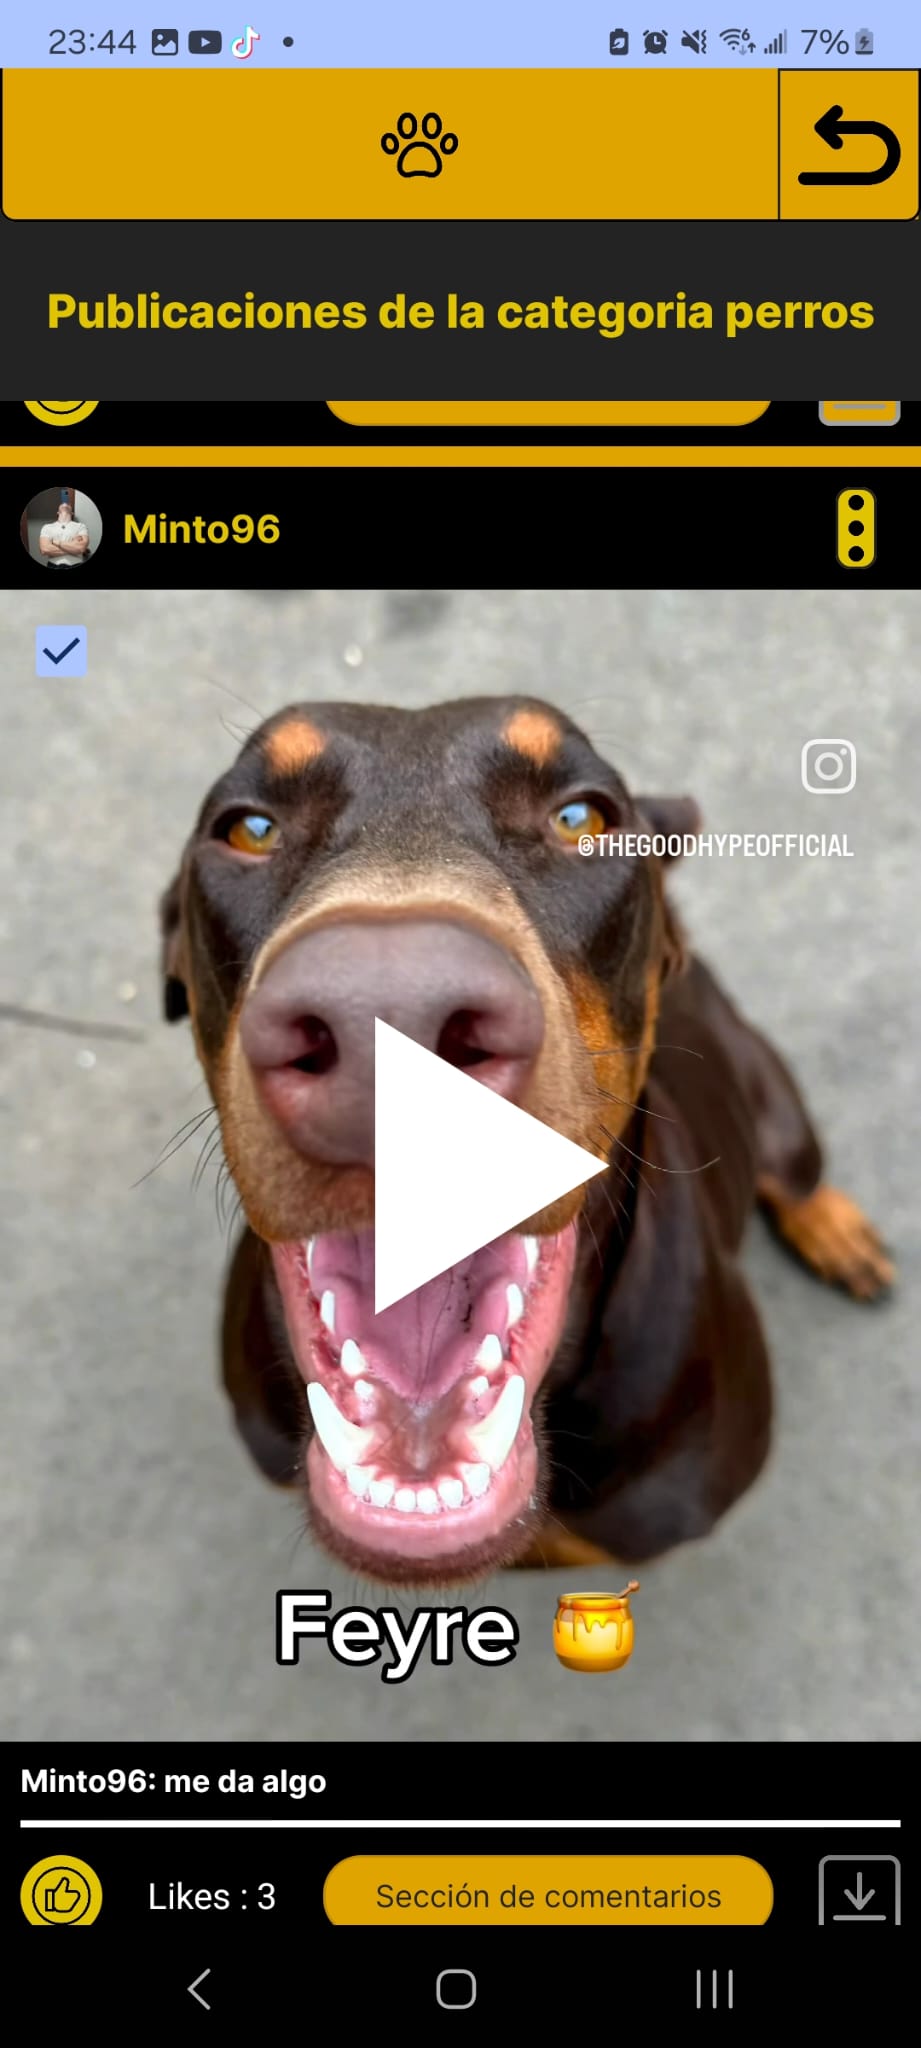 23:44
7%
Publicaciones de la categoria perros
Minto96
@THEGOODHYPEOFFICIAL
Feyre
Minto96: me da algo
Likes : 3
Sección de comentarios